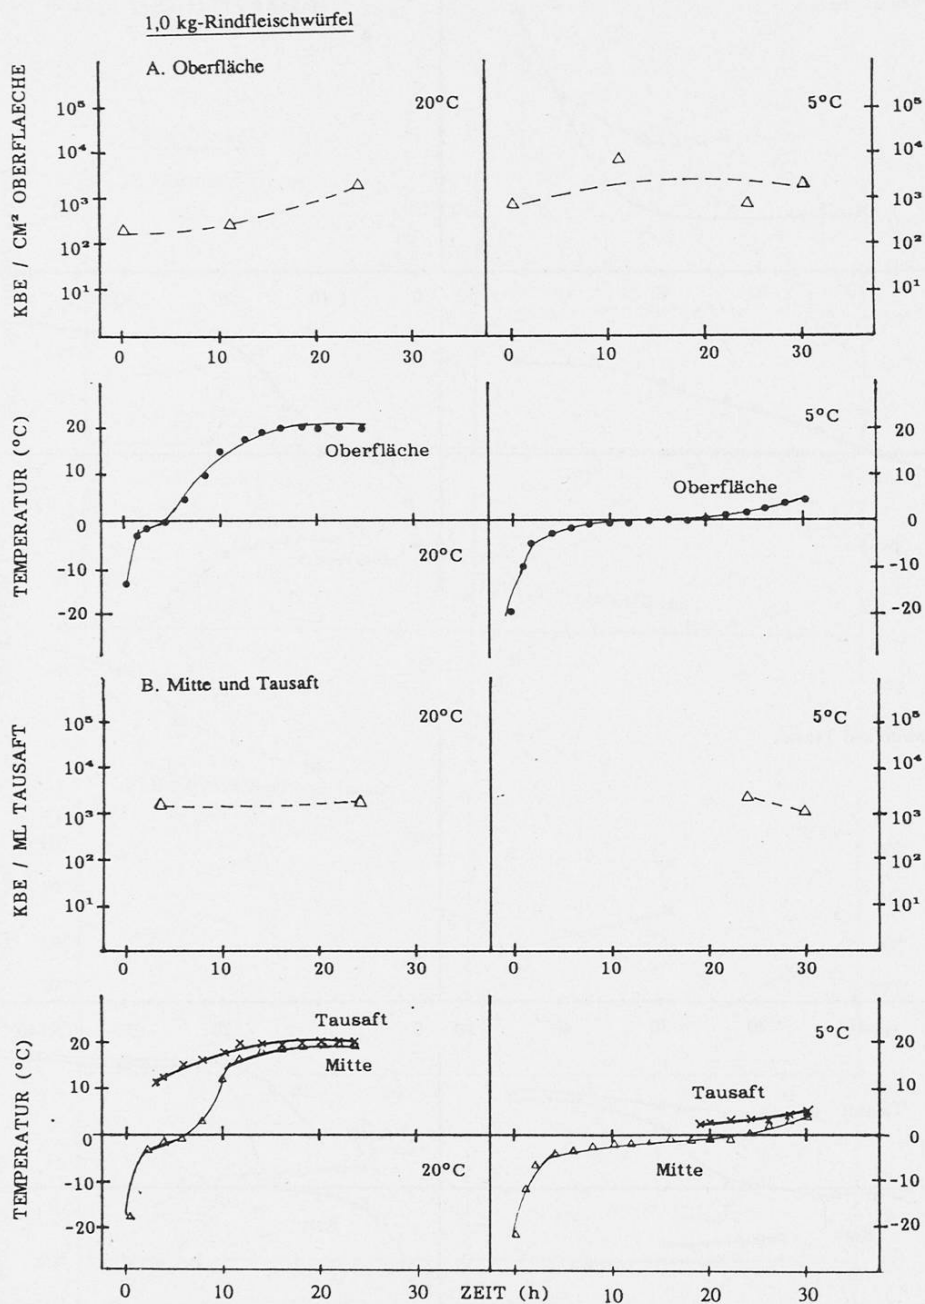 1,0 kg-Rindfleischwürfel
A. Oberfläche
20°C
5°C
KBE / CM² OBERFLAECHE
10⁵
10⁴
10³
10²
10¹
10⁵
10⁴
10³
10²
10¹
0 10 20 30 0 10 20 30
TEMPERATUR (°C)
20
10
0
-10
-20
Oberfläche
20°C
5°C
Oberfläche
20
10
0
-10
-20
B. Mitte und Tausaft
20°C
5°C
KBE / ML TAUSAFT
10⁵
10⁴
10³
10²
10¹
10⁵
10⁴
10³
10²
10¹
0 10 20 30 0 10 20 30
TEMPERATUR (°C)
20
10
0
-10
-20
Tausaft
Mitte
20°C
5°C
Tausaft
Mitte
20
10
0
-10
-20
0 10 20 30 0 10 20 30
ZEIT (h)